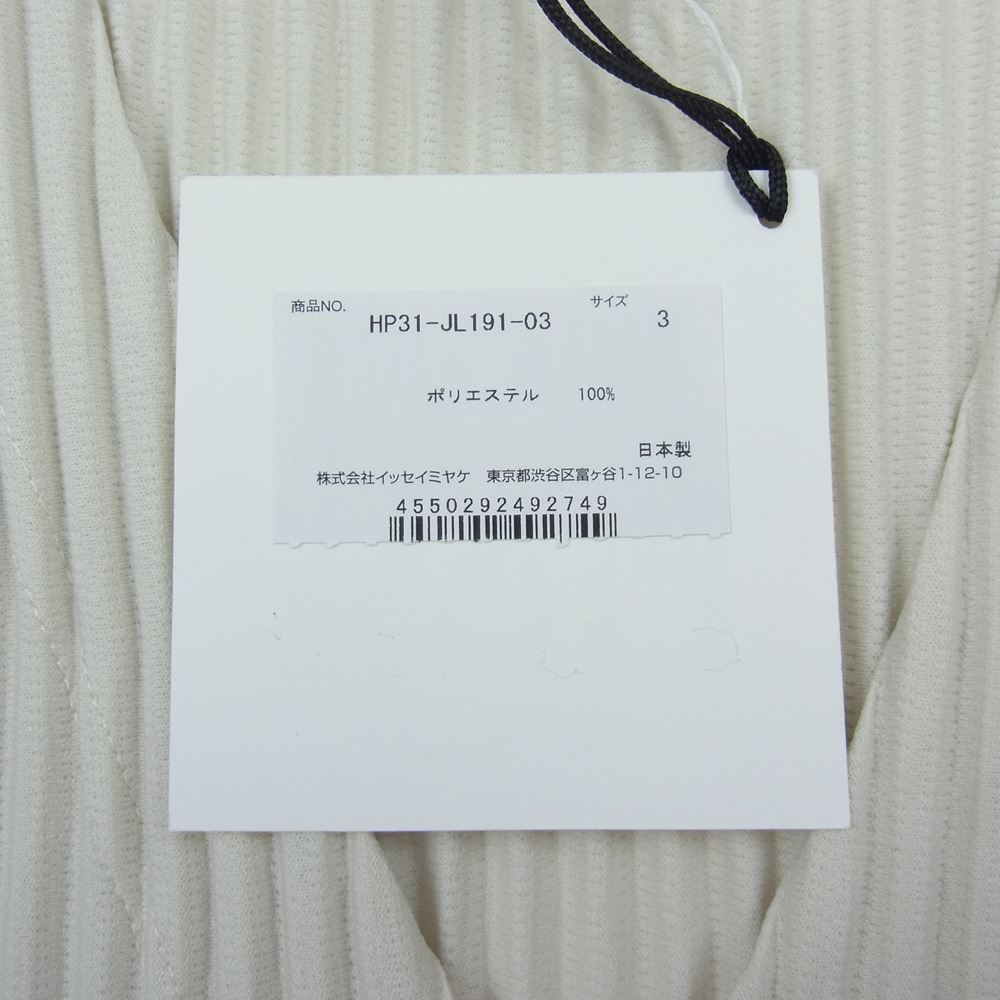 商品NO. サイズ
HP31-JL191-03 3
ポリエステル 100%
日本製
株式会社イッセイミヤケ 東京都渋谷区富ヶ谷1-12-10
4550292492749